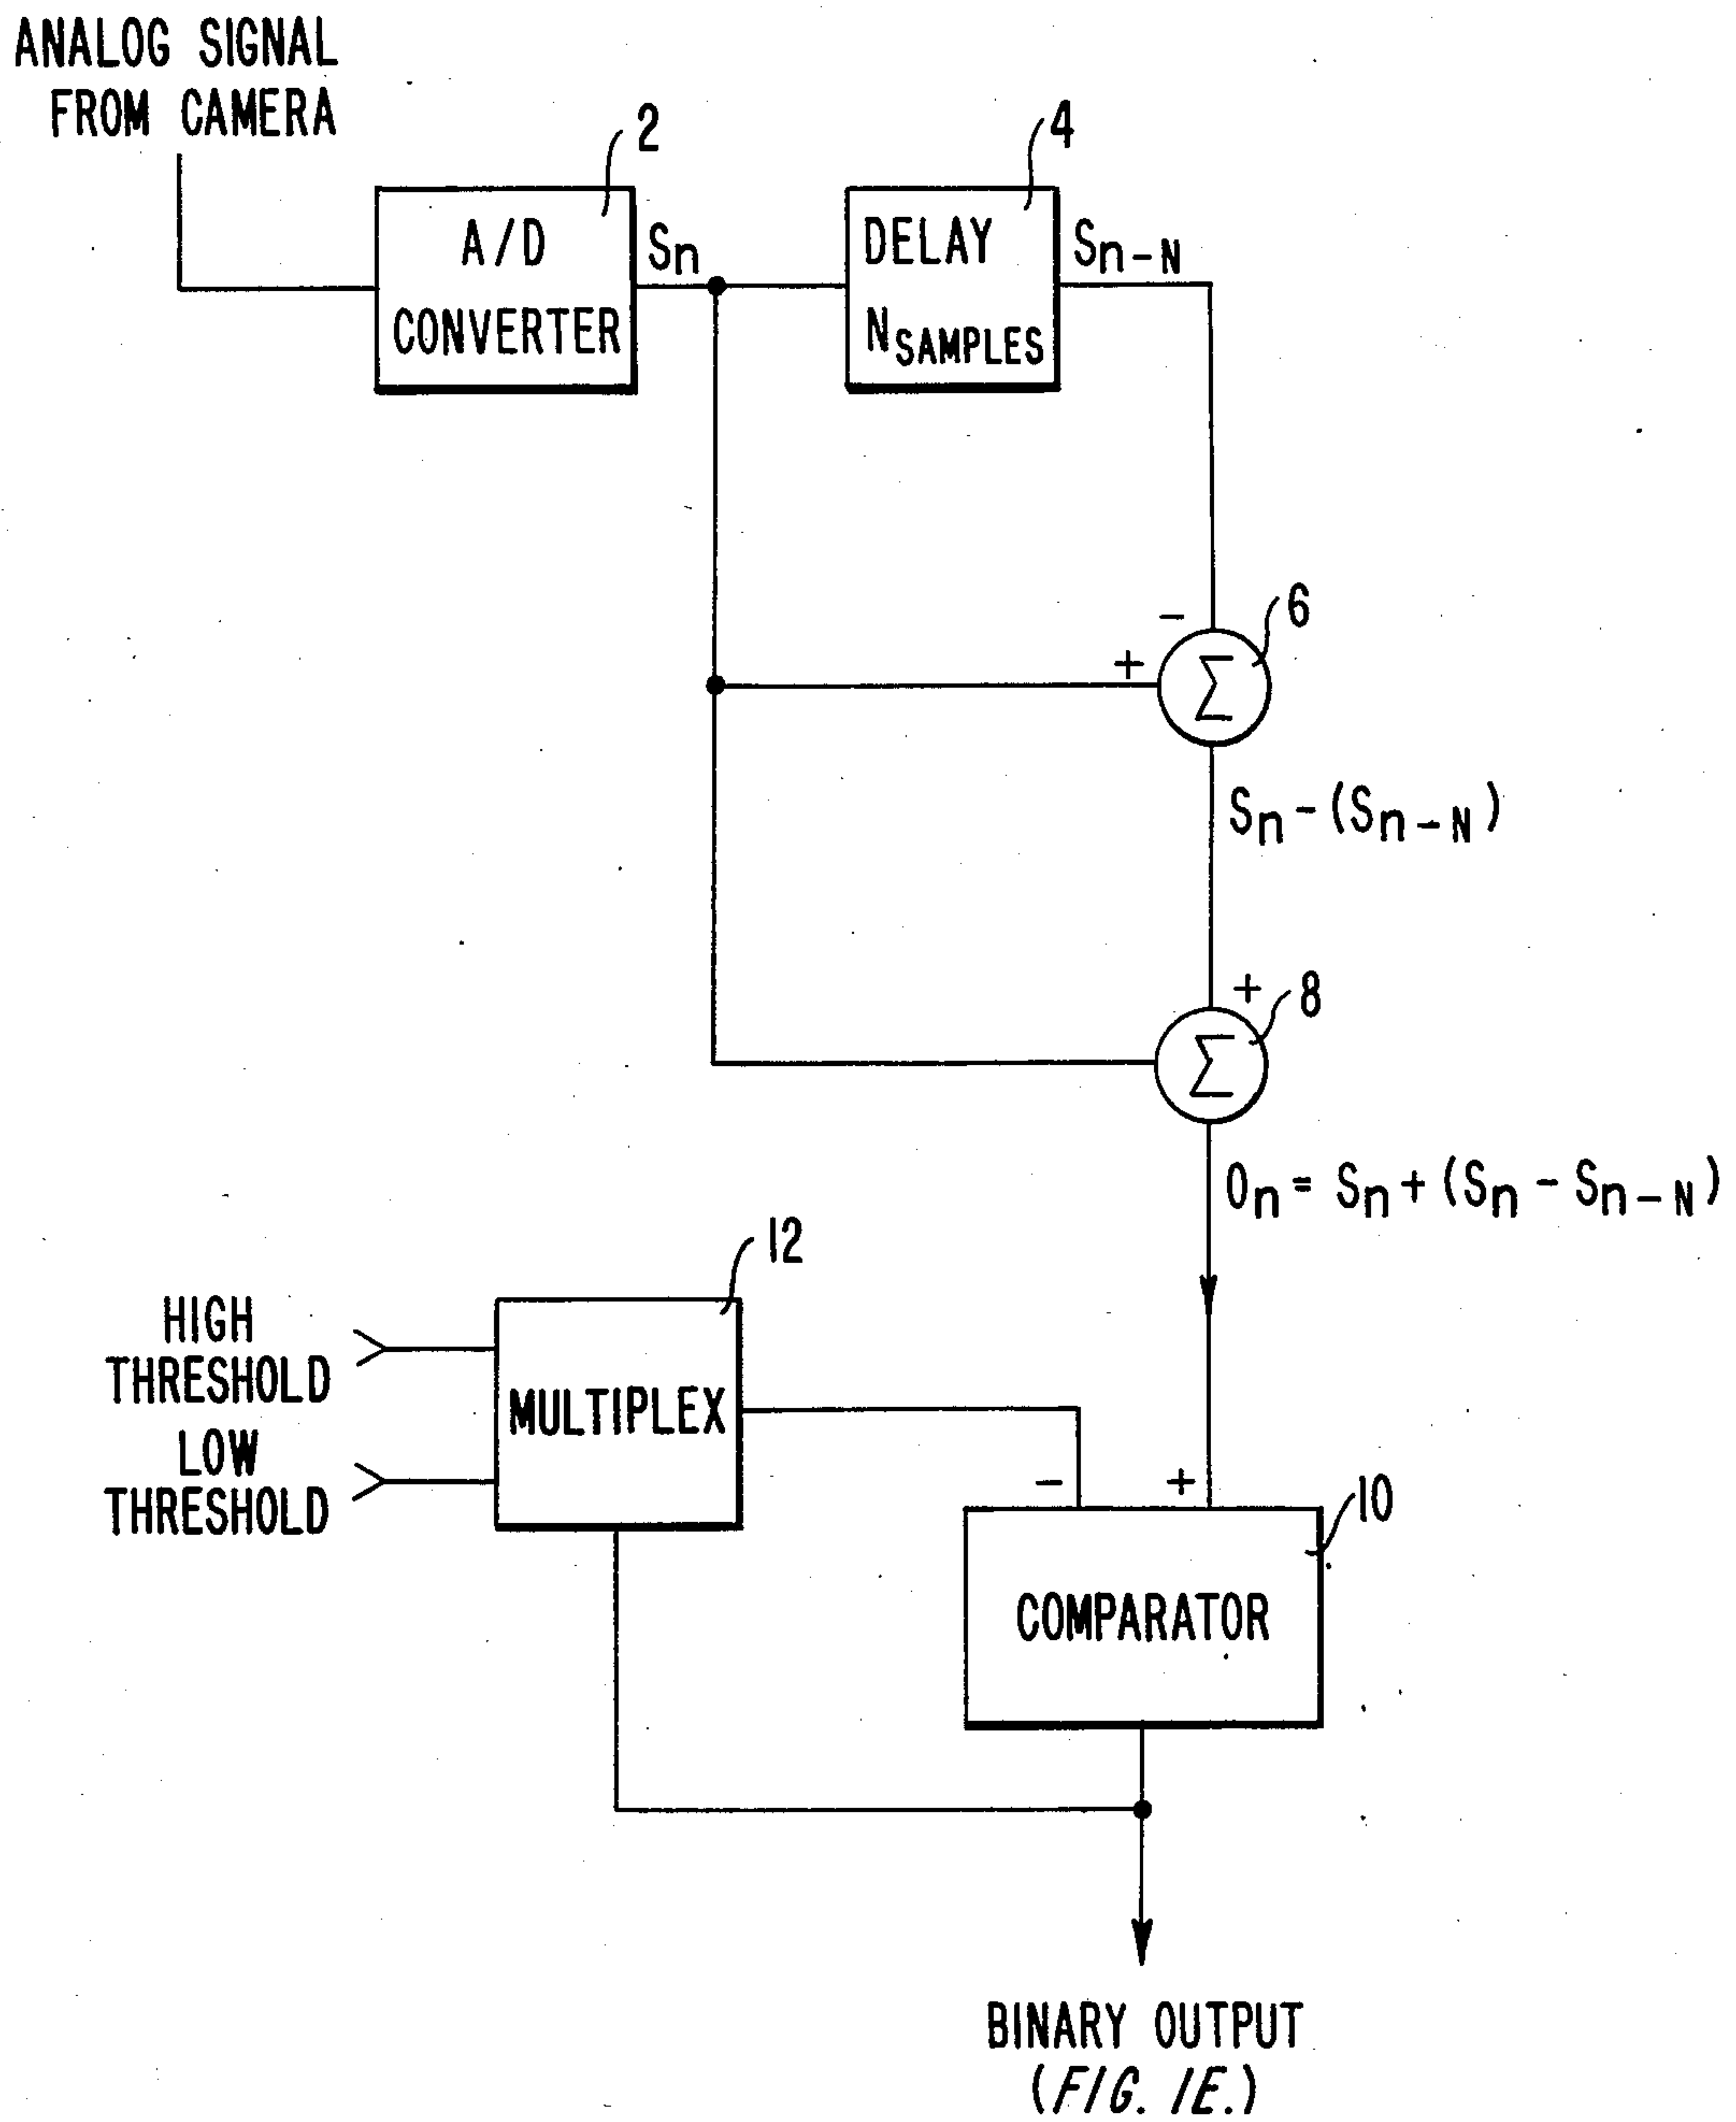 ANALOG SIGNAL
FROM CAMERA
2
4
A/D
CONVERTER
Sn
DELAY
NSAMPLES
Sn-N
-
+
6
Σ
Sn-(Sn-N)
+
8
Σ
On = Sn + (Sn - Sn-N)
12
HIGH
THRESHOLD
LOW
THRESHOLD
MULTIPLEX
-
+
10
COMPARATOR
BINARY OUTPUT
(FIG. 1E.)